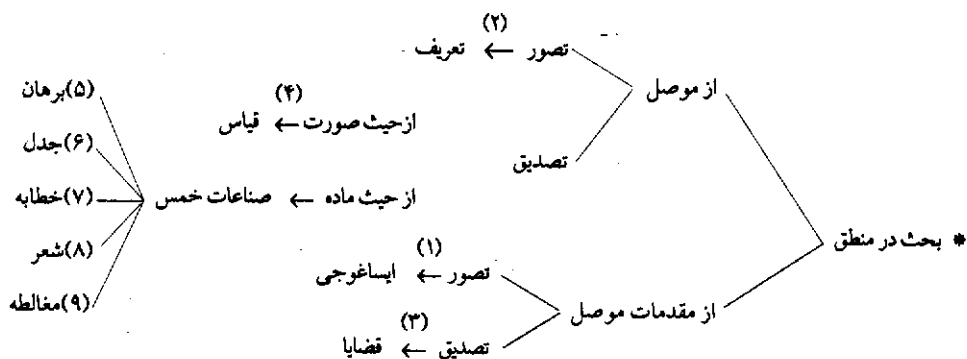 (۲)
تصور ← تعریف
از موصل
(۴)
(۵)برهان
از حیث صورت ← قیاس
(۶)جدل
تصدیق
از حیث ماده ← صناعات خمس
(۷)خطابه
* بحث در منطق
(۸)شعر
(۱)
تصور ← ایساغوجی
(۹)مغالطه
از مقدمات موصل
(۳)
تصدیق ← قضایا